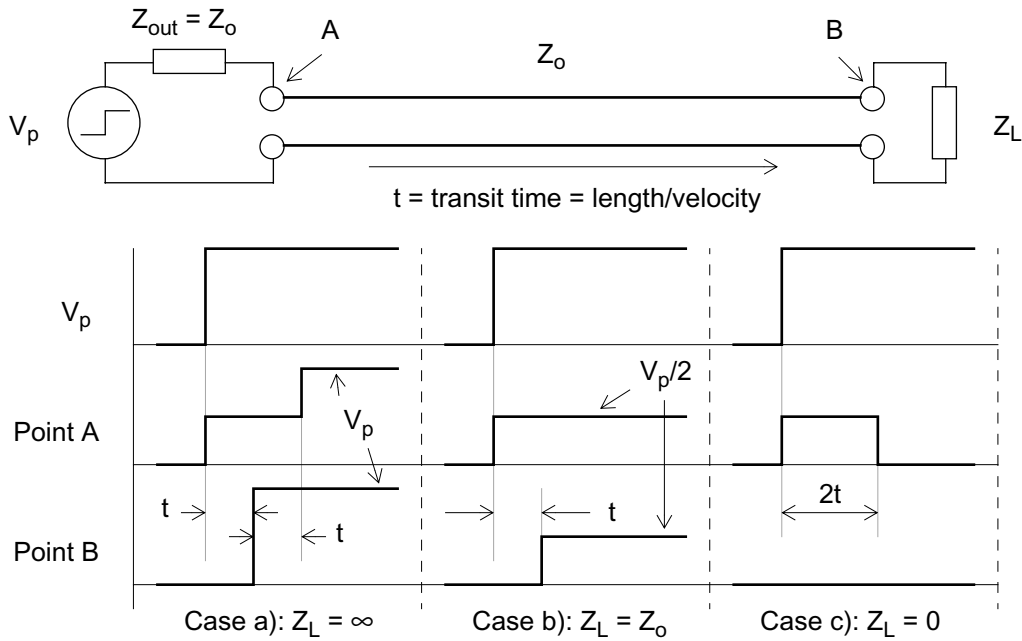 Z_out = Z_o
A
B
Z_o
V_p
Z_L
t = transit time = length/velocity
V_p
V_p/2
Point A
V_p
t
t
t
2t
Point B
Case a): Z_L = ∞
Case b): Z_L = Z_o
Case c): Z_L = 0